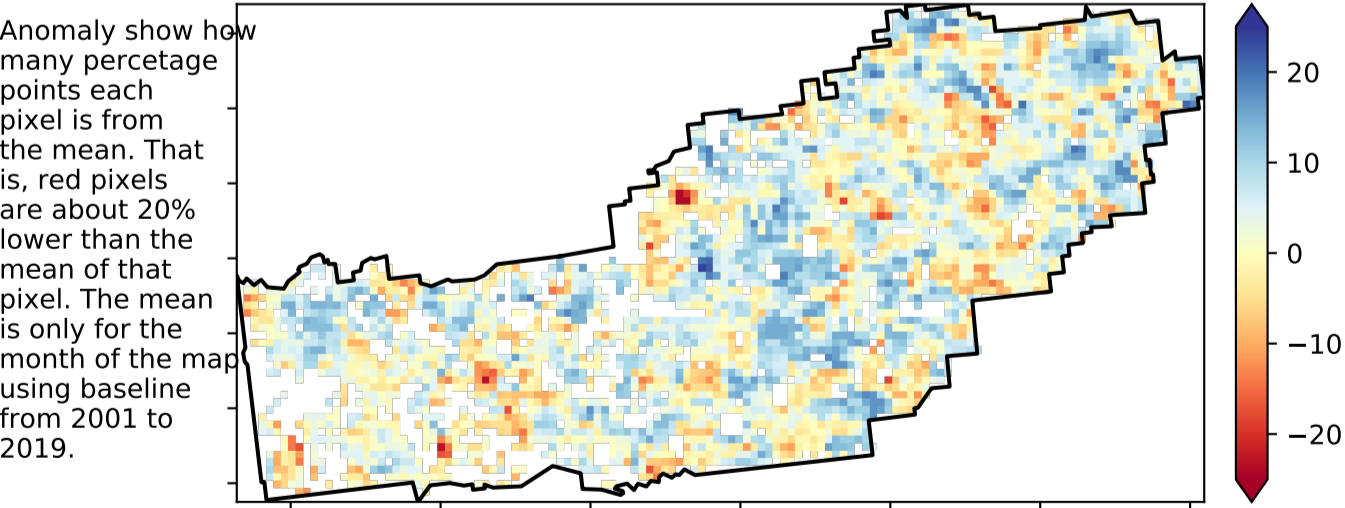 Anomaly show how
many percetage
points each
pixel is from
the mean. That
is, red pixels
are about 20%
lower than the
mean of that
pixel. The mean
is only for the
month of the map
using baseline
from 2001 to
2019.
20
10
0
−10
−20